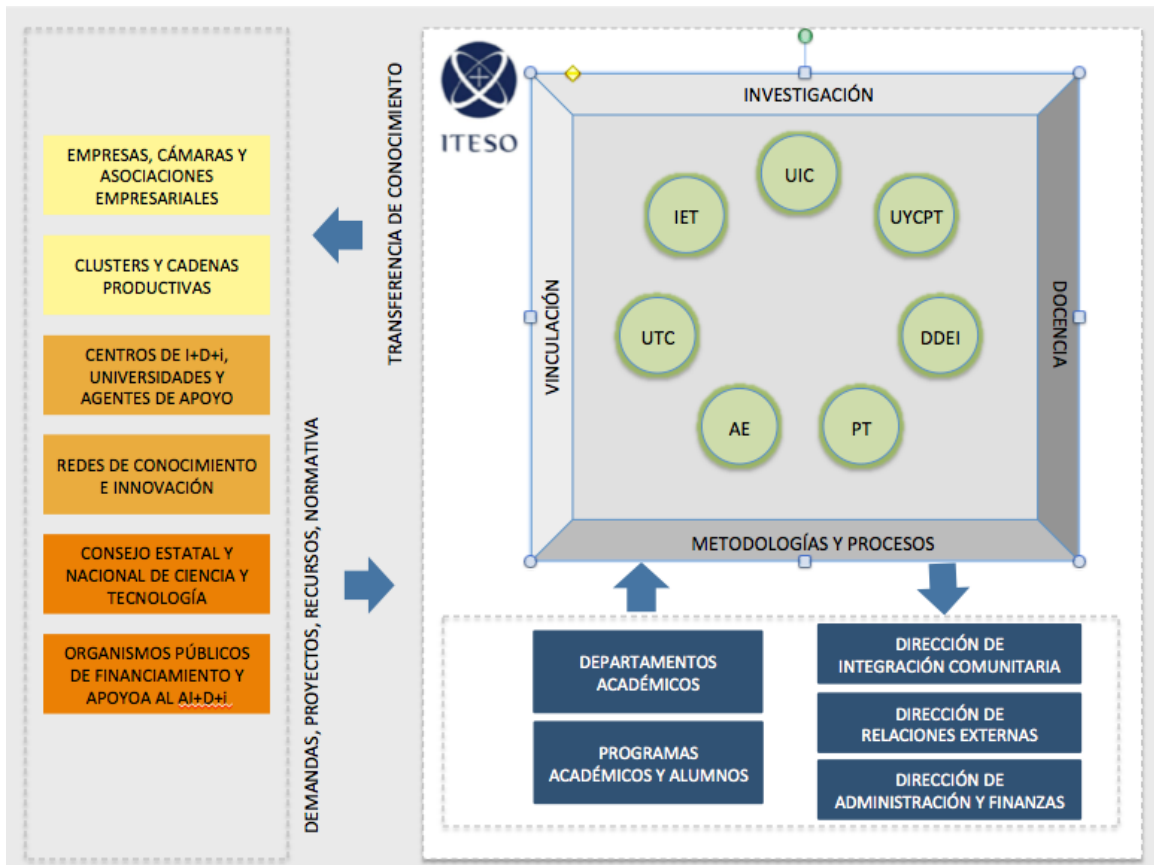 EMPRESAS, CÁMARAS Y
ASOCIACIONES
EMPRESARIALES
CLUSTERS Y CADENAS
PRODUCTIVAS
CENTROS DE I+D+i,
UNIVERSIDADES Y
AGENTES DE APOYO
REDES DE CONOCIMIENTO
E INNOVACIÓN
CONSEJO ESTATAL Y
NACIONAL DE CIENCIA Y
TECNOLOGÍA
ORGANISMOS PÚBLICOS
DE FINANCIAMIENTO Y
APOYOA AL AI+D+i
TRANSFERENCIA DE CONOCIMIENTO
DEMANDAS, PROYECTOS, RECURSOS, NORMATIVA
ITESO
INVESTIGACIÓN
VINCULACIÓN
DOCENCIA
METODOLOGÍAS Y PROCESOS
UIC
IET
UYCPT
UTC
DDEI
AE
PT
DEPARTAMENTOS
ACADÉMICOS
PROGRAMAS
ACADÉMICOS Y ALUMNOS
DIRECCIÓN DE
INTEGRACIÓN COMUNITARIA
DIRECCIÓN DE
RELACIONES EXTERNAS
DIRECCIÓN DE
ADMINISTRACIÓN Y FINANZAS